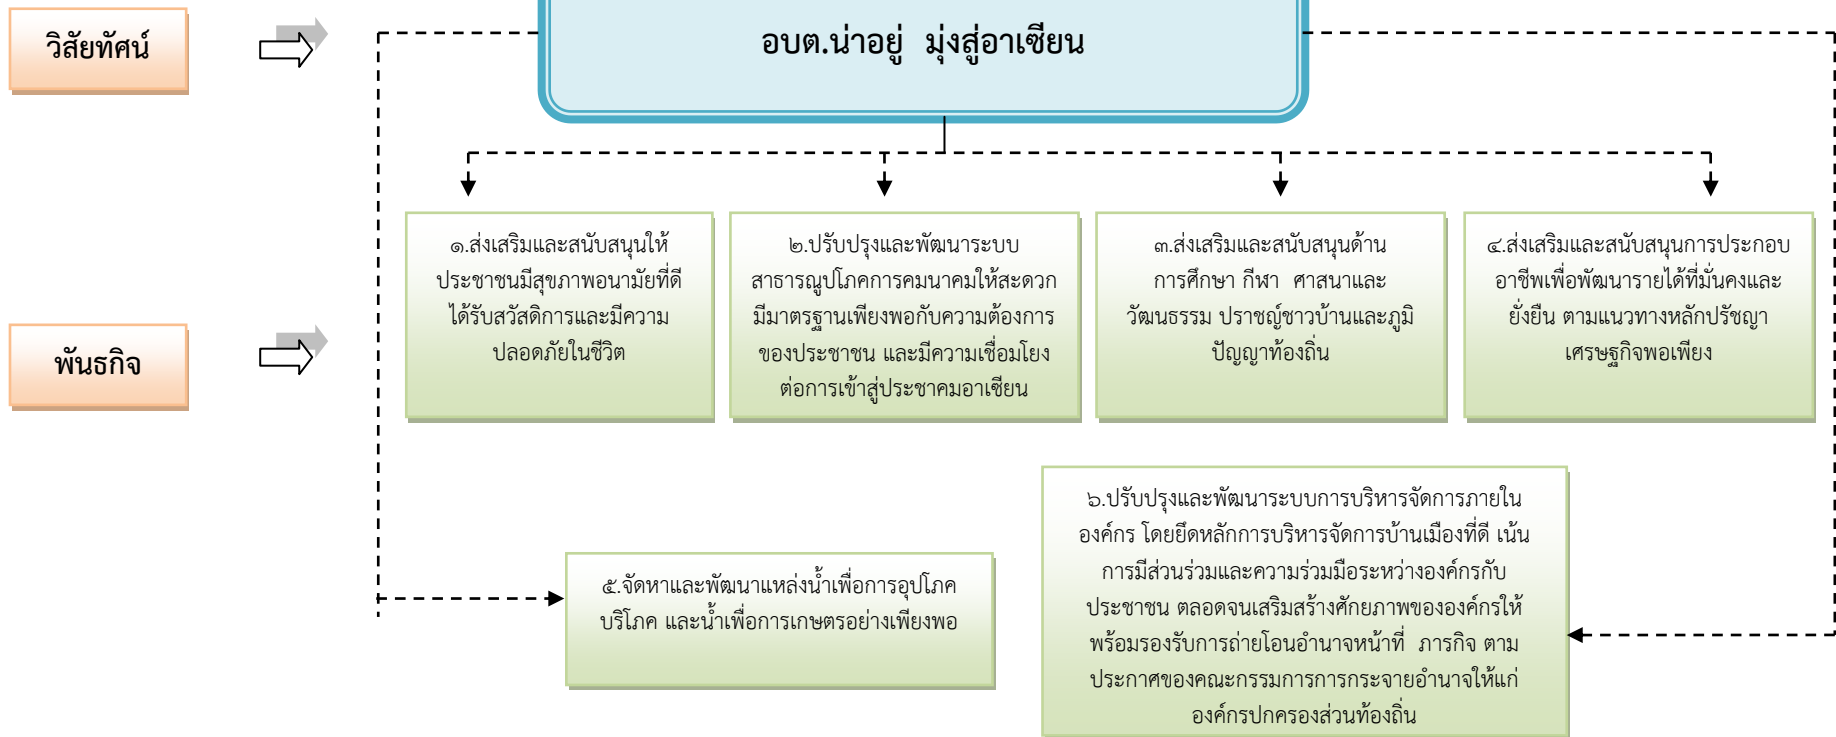 วิสัยทัศน์
อบต.น่าอยู่ มุ่งสู่อาเซียน
๑.ส่งเสริมและสนับสนุนให้
ประชาชนมีสุขภาพอนามัยที่ดี
ได้รับสวัสดิการและมีความ
ปลอดภัยในชีวิต
๒.ปรับปรุงและพัฒนาระบบ
สาธารณูปโภคการคมนาคมให้สะดวก
มีมาตรฐานเพียงพอกับความต้องการ
ของประชาชน และมีความเชื่อมโยง
ต่อการเข้าสู่ประชาคมอาเซียน
๓.ส่งเสริมและสนับสนุนด้าน
การศึกษา กีฬา ศาสนาและ
วัฒนธรรม ปราชญ์ชาวบ้านและภูมิ
ปัญญาท้องถิ่น
๔.ส่งเสริมและสนับสนุนการประกอบ
อาชีพเพื่อพัฒนารายได้ที่มั่นคงและ
ยั่งยืน ตามแนวทางหลักปรัชญา
เศรษฐกิจพอเพียง
พันธกิจ
๕.จัดหาและพัฒนาแหล่งน้ำเพื่อการอุปโภค
บริโภค และน้ำเพื่อการเกษตรอย่างเพียงพอ
๖.ปรับปรุงและพัฒนาระบบการบริหารจัดการภายใน
องค์กร โดยยึดหลักการบริหารจัดการบ้านเมืองที่ดี เน้น
การมีส่วนร่วมและความร่วมมือระหว่างองค์กรกับ
ประชาชน ตลอดจนเสริมสร้างศักยภาพขององค์กรให้
พร้อมรองรับการถ่ายโอนอำนาจหน้าที่ ภารกิจ ตาม
ประกาศของคณะกรรมการการกระจายอำนาจให้แก่
องค์กรปกครองส่วนท้องถิ่น